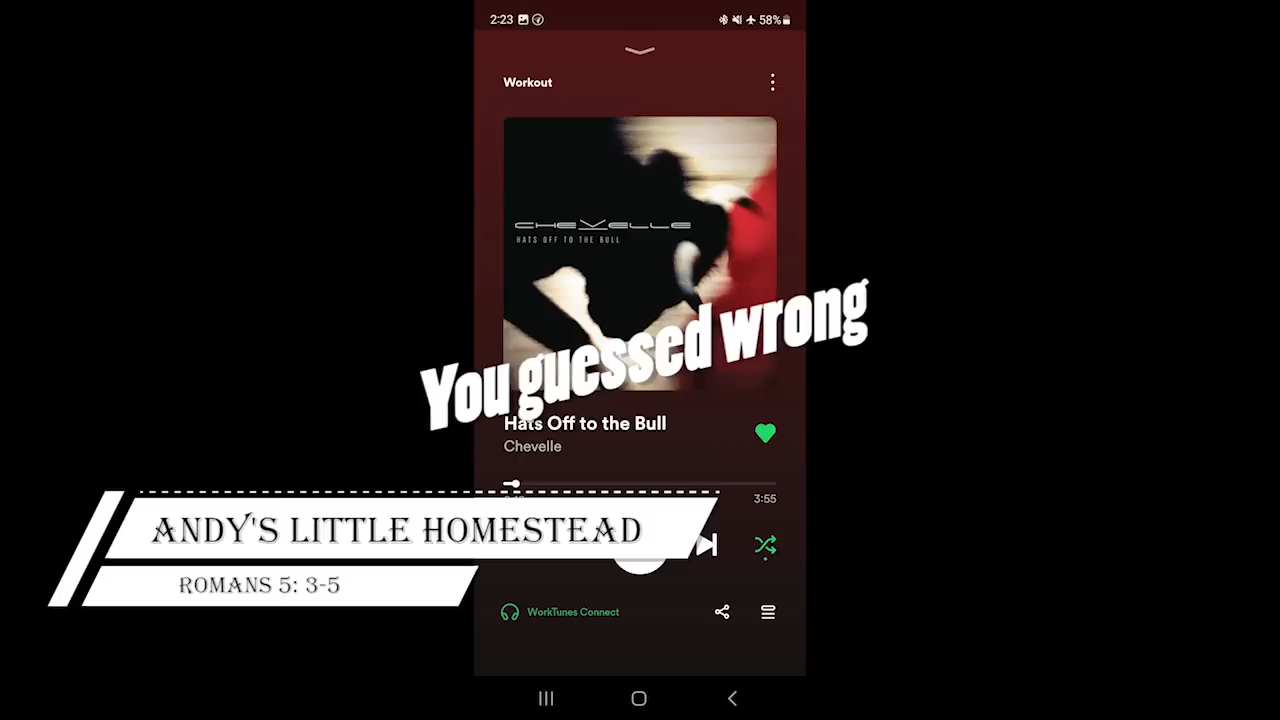 2:23
58%
Workout
CHEVELLE
HATS OFF TO THE BULL
You guessed wrong
Hats Off to the Bull
Chevelle
3:55
ANDY'S LITTLE HOMESTEAD
ROMANS 5: 3-5
WorkTunes Connect